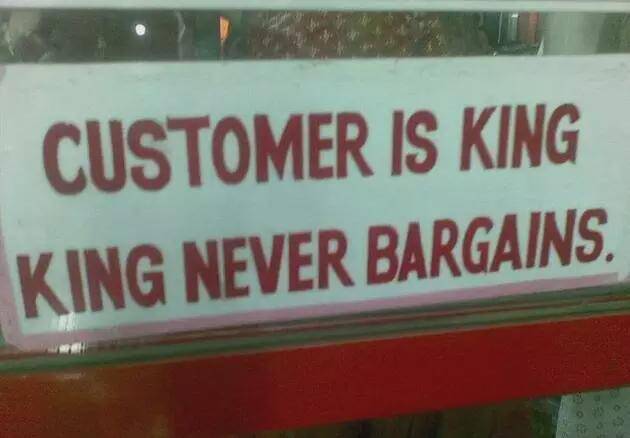 CUSTOMER IS KING
KING NEVER BARGAINS.